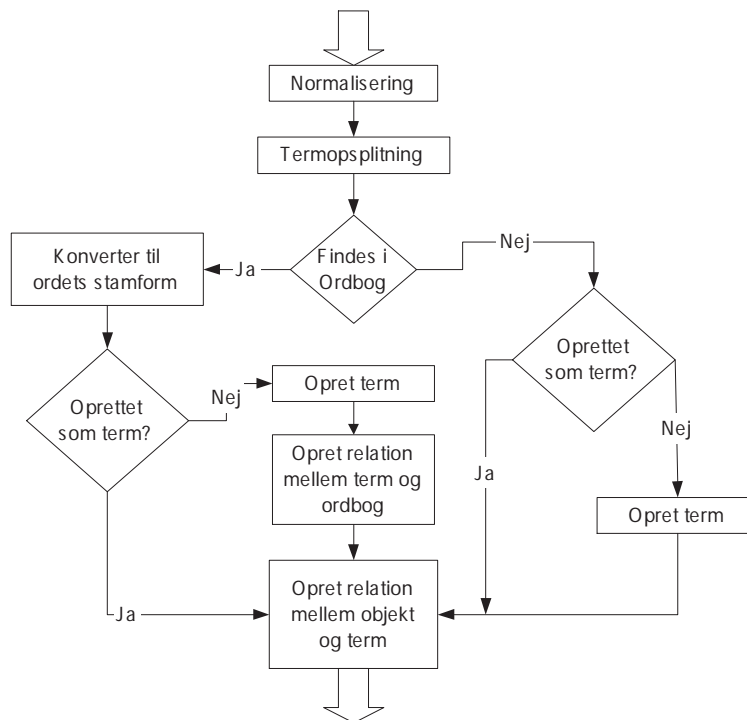 Normalisering
Termopsplitning
Findes i
Ordbog
Ja
Nej
Konverter til
ordets stamform
Oprettet
som term?
Nej
Opret term
Oprettet
som term?
Nej
Ja
Opret relation
mellem term og
ordbog
Opret term
Opret relation
mellem objekt
og term
Ja